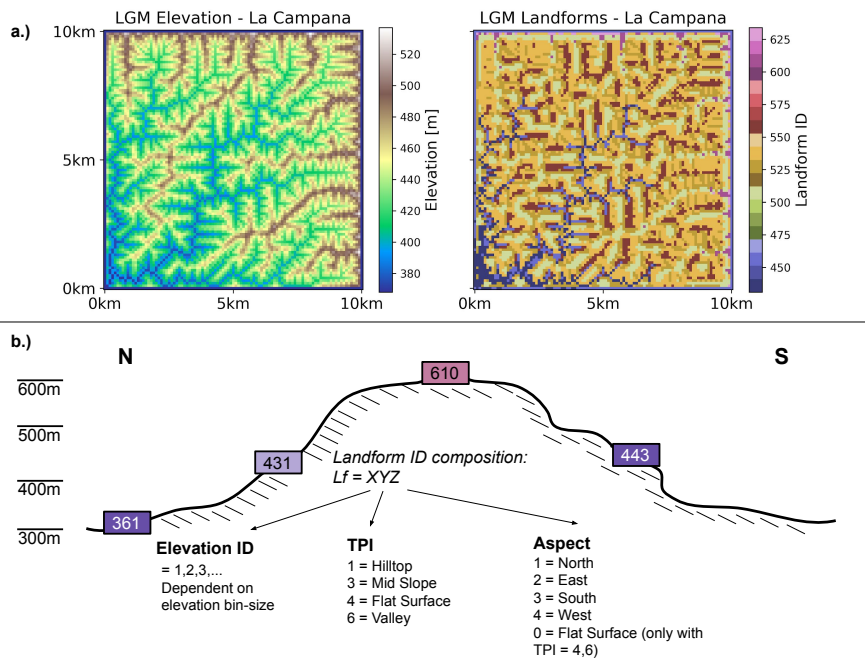 a.)
LGM Elevation - La Campana
LGM Landforms - La Campana
10km
5km
0km
0km 5km 10km
500
480
460
440
420
400
380
Elevation [m]
10km
5km
0km
0km 5km 10km
625
600
575
550
525
500
475
450
Landform ID
b.)
N
S
600m
500m
400m
300m
610
431
443
361
Landform ID composition:
Lf = XYZ
Elevation ID
= 1,2,3,...
Dependent on
elevation bin-size
TPI
1 = Hilltop
3 = Mid Slope
4 = Flat Surface
6 = Valley
Aspect
1 = North
2 = East
3 = South
4 = West
0 = Flat Surface (only with
TPI = 4,6)